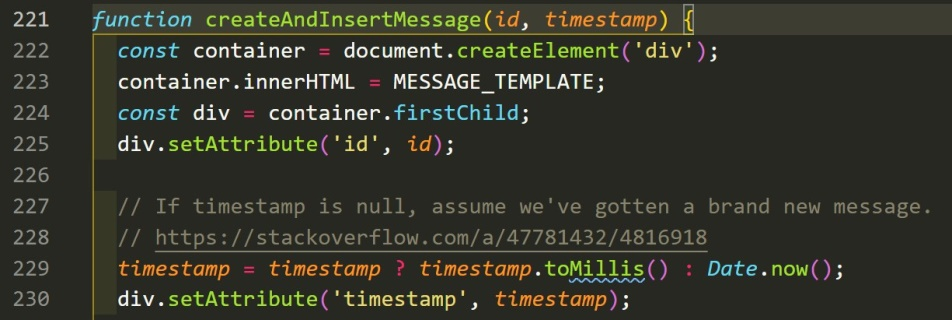 221 function createAndInsertMessage(id, timestamp) {
222 const container = document.createElement('div');
223 container.innerHTML = MESSAGE_TEMPLATE;
224 const div = container.firstChild;
225 div.setAttribute('id', id);
226
227 // If timestamp is null, assume we've gotten a brand new message.
228 // https://stackoverflow.com/a/47781432/4816918
229 timestamp = timestamp ? timestamp.toMillis() : Date.now();
230 div.setAttribute('timestamp', timestamp);